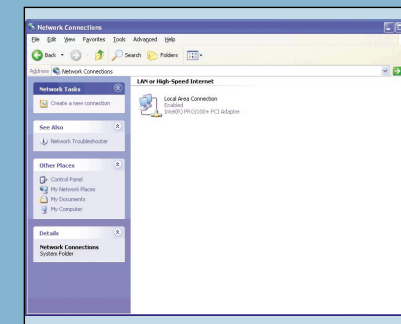 Network Connections
File Edit View Favorites Tools Advanced Help
Back Search Folders
Address Network Connections
Network Tasks
Create a new connection
See Also
Network Troubleshooter
Other Places
Control Panel
My Network Places
My Documents
My Computer
Details
Network Connections
System Folder
LAN or High-Speed Internet
Local Area Connection
Enabled
Intel(R) PRO/100+ PCI Adapter